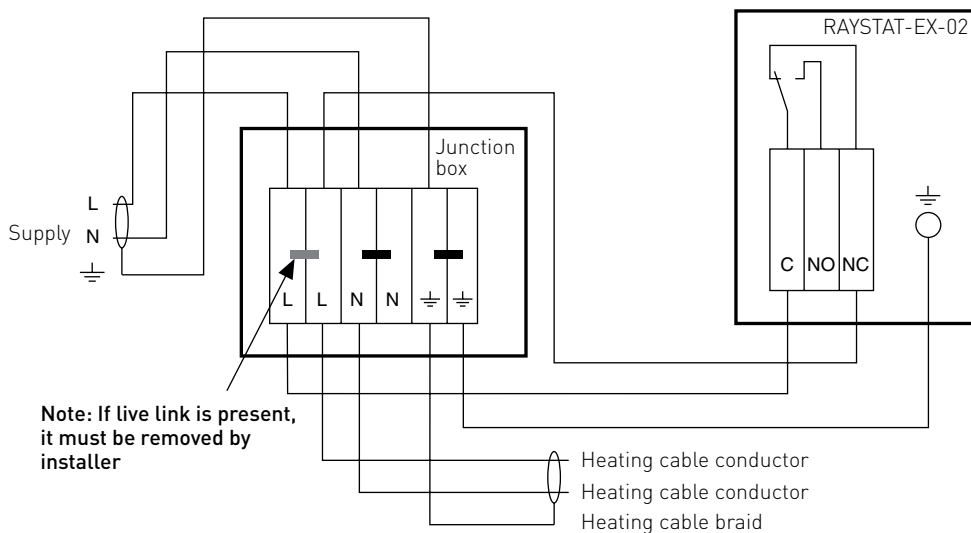 RAYSTAT-EX-02
Junction
box
L
Supply N
L L N N
C NO NC
Note: If live link is present,
it must be removed by
installer
Heating cable conductor
Heating cable conductor
Heating cable braid